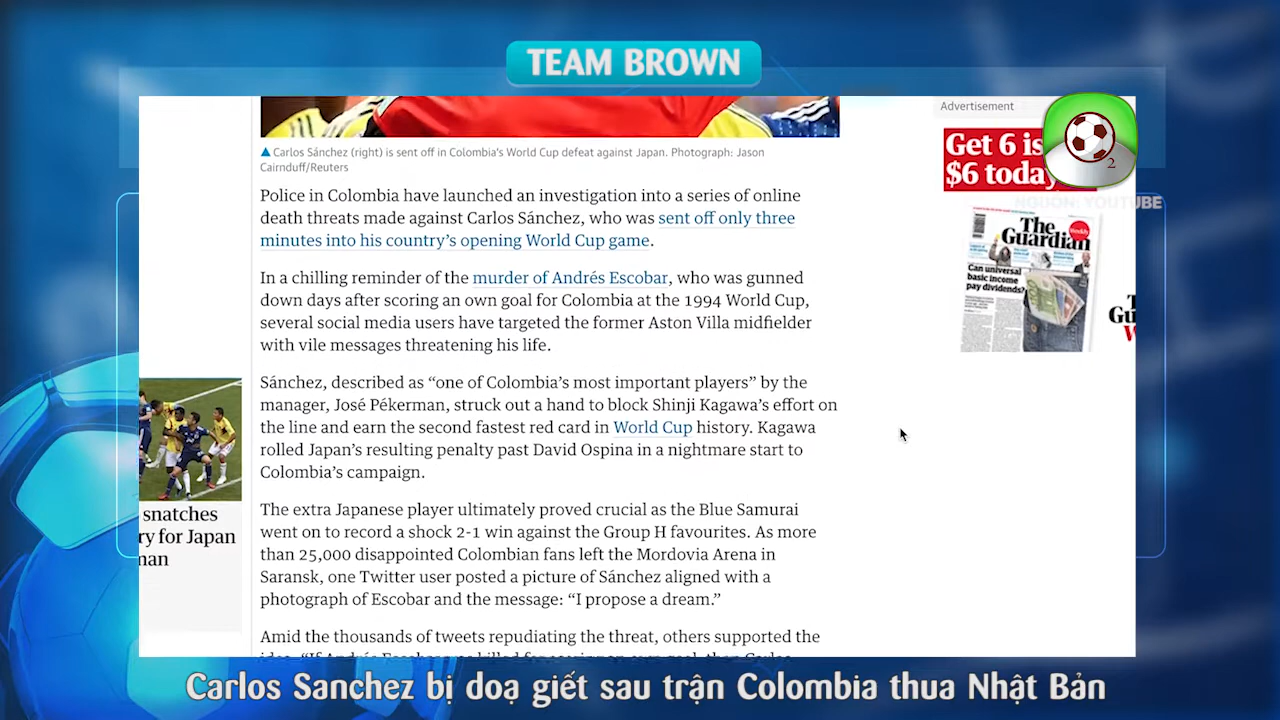 TEAM BROWN
Advertisement
Get 6 is
$6 today
2
NGUỒN: YOUTUBE
▲ Carlos Sánchez (right) is sent off in Colombia's World Cup defeat against Japan. Photograph: Jason
Cairnduff/Reuters
Police in Colombia have launched an investigation into a series of online
death threats made against Carlos Sánchez, who was sent off only three
minutes into his country's opening World Cup game.
In a chilling reminder of the murder of Andrés Escobar, who was gunned
down days after scoring an own goal for Colombia at the 1994 World Cup,
several social media users have targeted the former Aston Villa midfielder
with vile messages threatening his life.
Sánchez, described as “one of Colombia's most important players” by the
manager, José Pékerman, struck out a hand to block Shinji Kagawa's effort on
the line and earn the second fastest red card in World Cup history. Kagawa
rolled Japan's resulting penalty past David Ospina in a nightmare start to
Colombia's campaign.
The extra Japanese player ultimately proved crucial as the Blue Samurai
went on to record a shock 2-1 win against the Group H favourites. As more
than 25,000 disappointed Colombian fans left the Mordovia Arena in
Saransk, one Twitter user posted a picture of Sánchez aligned with a
photograph of Escobar and the message: “I propose a dream.”
Amid the thousands of tweets repudiating the threat, others supported the
The
Guardian
Weekly
Can universal
basic income
pay dividends?
snatches
ry for Japan
man
Carlos Sanchez bị doạ giết sau trận Colombia thua Nhật Bản